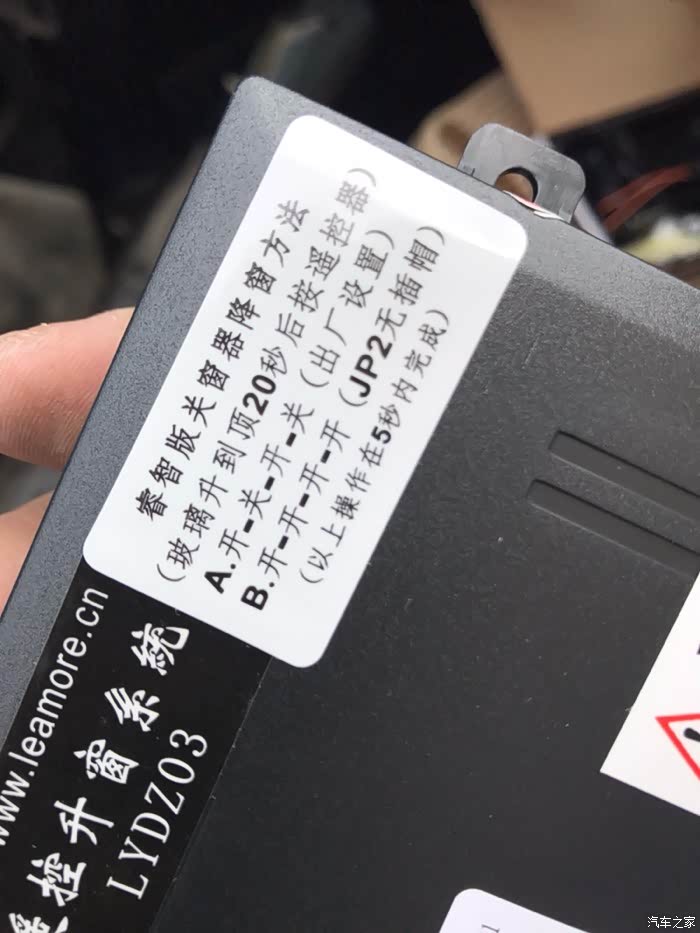 睿智版关窗器降窗方法
(玻璃升到顶20秒后按遥控器)
A.开-关-开-关 (出厂设置)
B.开-开-开-开 (JP2无插帽)
(以上操作在5秒内完成)
www.leamore.cn
遥控升窗系統
LYDZ03
汽车之家